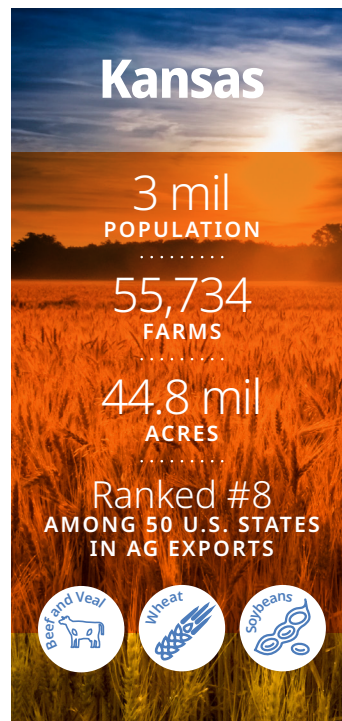 Kansas
3 mil
POPULATION
55,734
FARMS
44.8 mil
ACRES
Ranked #8
AMONG 50 U.S. STATES
IN AG EXPORTS
Beef and Veal
Wheat
Soybeans